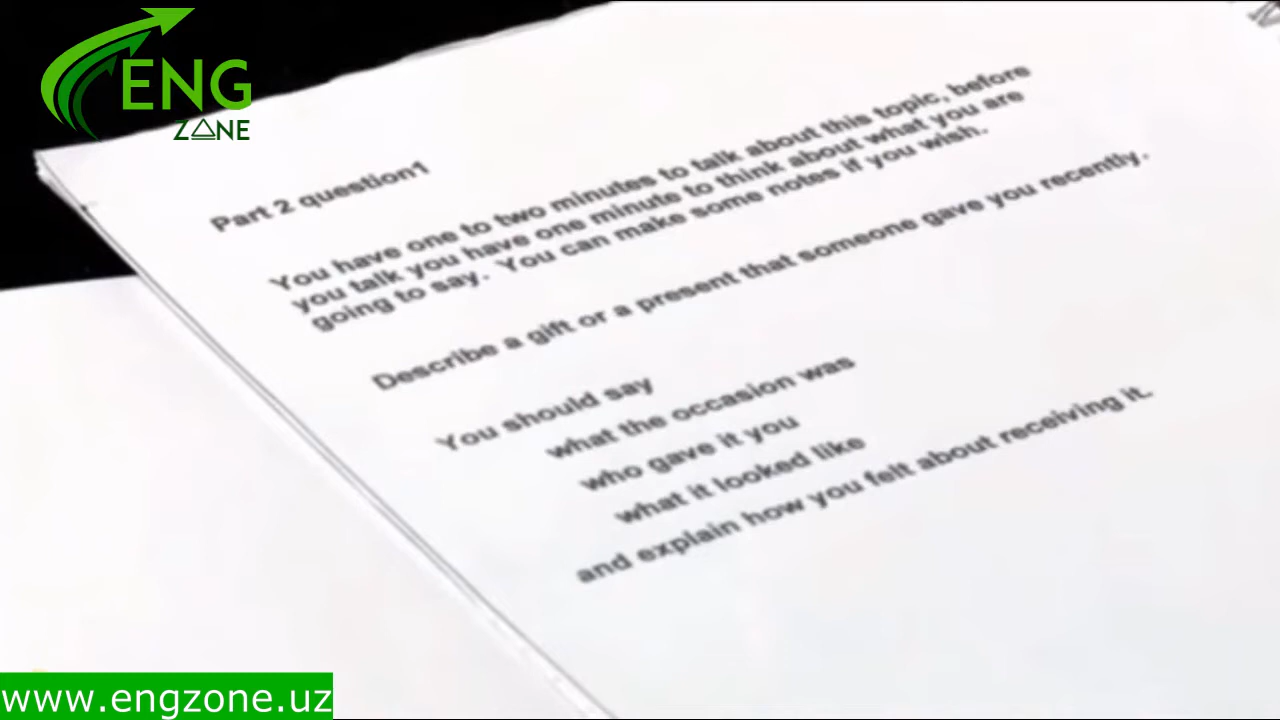 ENG
ZONE
Part 2 question1
You have one to two minutes to talk about this topic, before
you talk you have one minute to think about what you are
going to say. You can make some notes if you wish.
Describe a gift or a present that someone gave you recently.
You should say
what the occasion was
who gave it you
what it looked like
and explain how you felt about receiving it.
www.engzone.uz